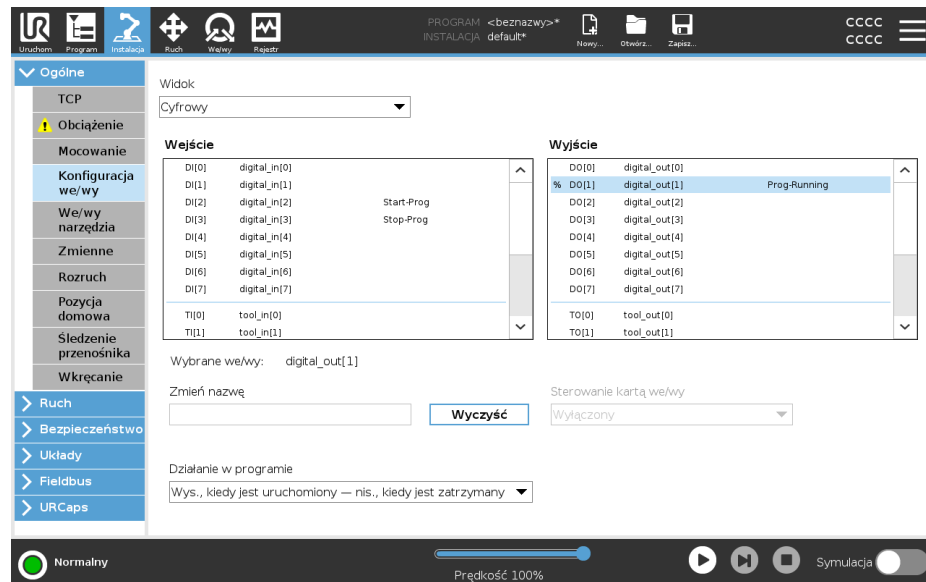 UR
PROGRAM <beznazwy>*
INSTALACJA default*
CCCC
CCCC
Uruchom Program Instalacja Ruch We/wy Rejestr Nowy... Otwórz... Zapisz...
Ogólne
TCP
Obciążenie
Mocowanie
Konfiguracja
we/wy
We/wy
narzędzia
Zmienne
Rozruch
Pozycja
domowa
Śledzenie
przenośnika
Wkręcanie
Ruch
Bezpieczeństwo
Układy
Fieldbus
URCaps
Widok
Cyfrowy
Wejście
DI[0] digital_in[0]
DI[1] digital_in[1]
DI[2] digital_in[2] Start-Prog
DI[3] digital_in[3] Stop-Prog
DI[4] digital_in[4]
DI[5] digital_in[5]
DI[6] digital_in[6]
DI[7] digital_in[7]
TI[0] tool_in[0]
TI[1] tool_in[1]
Wyjście
DO[0] digital_out[0]
% DO[1] digital_out[1] Prog-Running
DO[2] digital_out[2]
DO[3] digital_out[3]
DO[4] digital_out[4]
DO[5] digital_out[5]
DO[6] digital_out[6]
DO[7] digital_out[7]
TO[0] tool_out[0]
TO[1] tool_out[1]
Wybrane we/wy: digital_out[1]
Zmień nazwę
Wyczyść
Sterowanie kartą we/wy
Wyłączony
Działanie w programie
Wys., kiedy jest uruchomiony — nis., kiedy jest zatrzymany
Normalny
Prędkość 100%
Symulacja